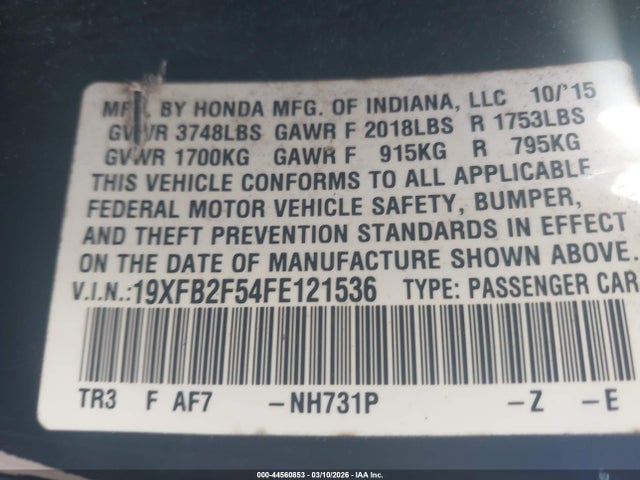 MFD. BY HONDA MFG. OF INDIANA, LLC 10/'15
GVWR 3748LBS GAWR F 2018LBS R 1753LBS
GVWR 1700KG GAWR F 915KG R 795KG
THIS VEHICLE CONFORMS TO ALL APPLICABLE
FEDERAL MOTOR VEHICLE SAFETY, BUMPER,
AND THEFT PREVENTION STANDARDS IN EFFECT
ON THE DATE OF MANUFACTURE SHOWN ABOVE.
V.I.N.:19XFB2F54FE121536 TYPE: PASSENGER CAR
TR3 F AF7 -NH731P -Z -E
000-44560853 | 03/10/2026 | IAA Inc.